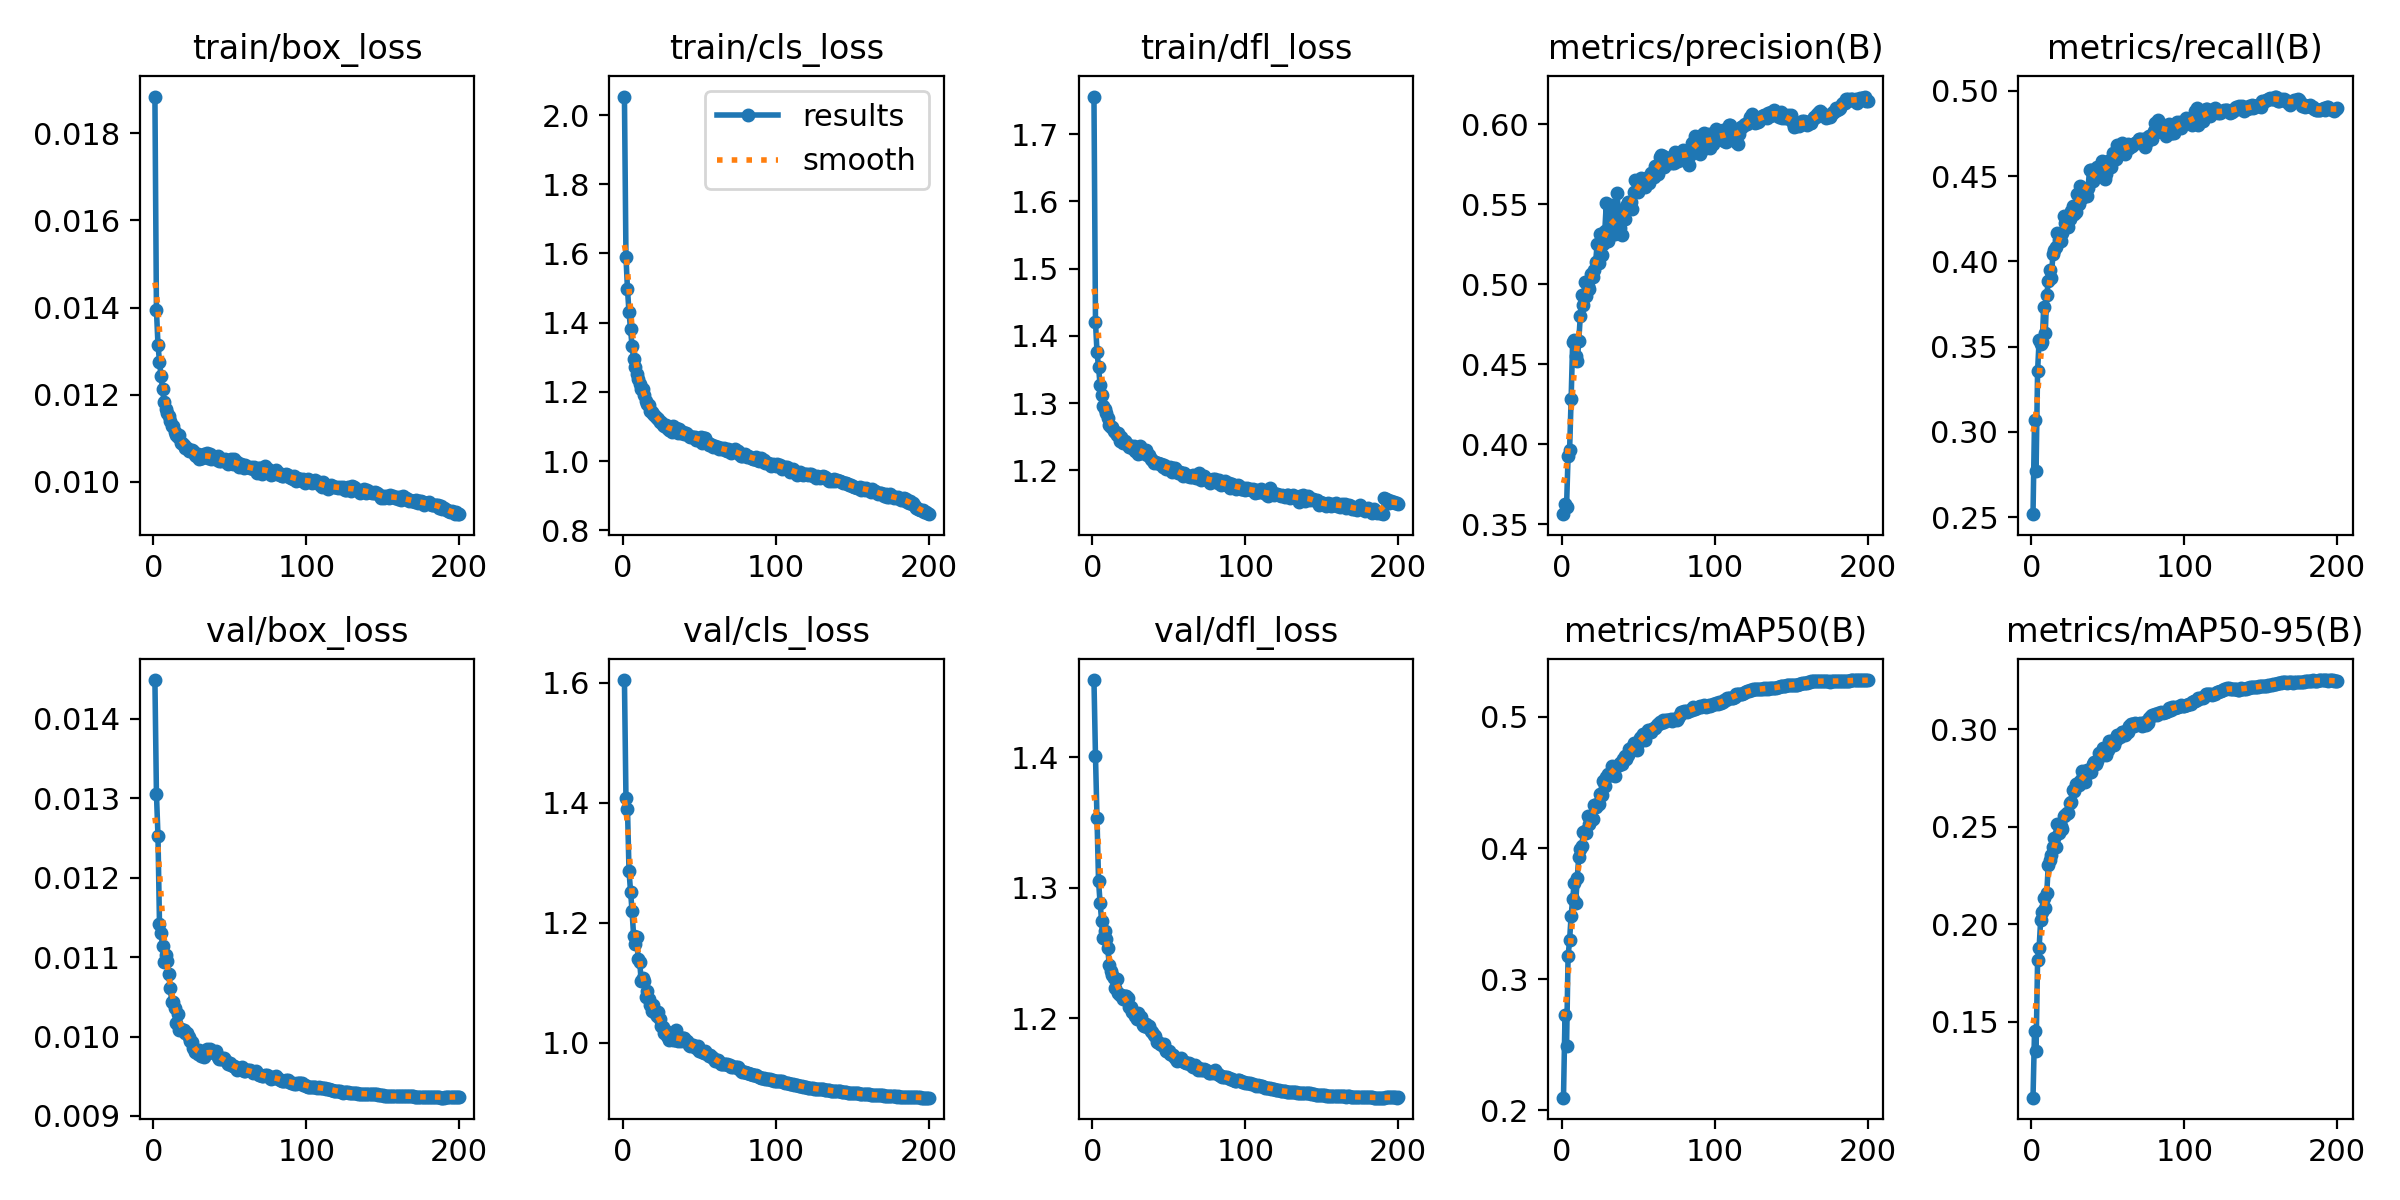 train/box_loss
train/cls_loss
train/dfl_loss
metrics/precision(B)
metrics/recall(B)
0.018
0.016
0.014
0.012
0.010
0 100 200
2.0
1.8
1.6
1.4
1.2
1.0
0.8
results
smooth
0 100 200
1.7
1.6
1.5
1.4
1.3
1.2
0 100 200
0.60
0.55
0.50
0.45
0.40
0.35
0 100 200
0.50
0.45
0.40
0.35
0.30
0.25
0 100 200
val/box_loss
val/cls_loss
val/dfl_loss
metrics/mAP50(B)
metrics/mAP50-95(B)
0.014
0.013
0.012
0.011
0.010
0.009
0 100 200
1.6
1.4
1.2
1.0
0 100 200
1.4
1.3
1.2
0 100 200
0.5
0.4
0.3
0.2
0 100 200
0.30
0.25
0.20
0.15
0 100 200